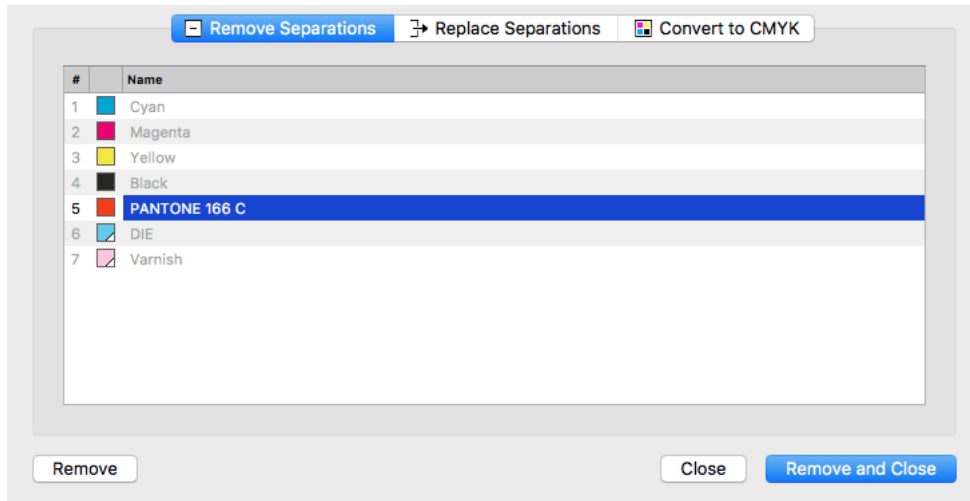 Remove Separations Replace Separations Convert to CMYK
# Name
1 Cyan
2 Magenta
3 Yellow
4 Black
5 PANTONE 166 C
6 DIE
7 Varnish
Remove Close Remove and Close